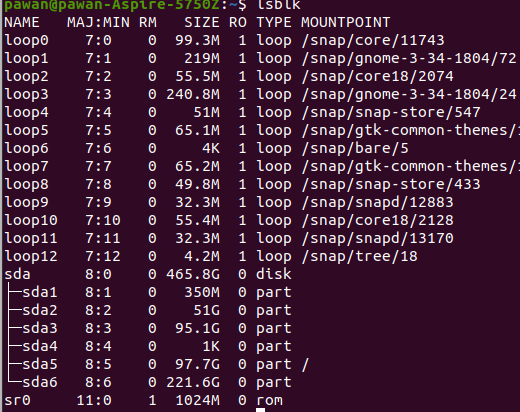 pawan@pawan-Aspire-5750Z:~$ lsblk
NAME   MAJ:MIN RM   SIZE RO TYPE MOUNTPOINT
loop0    7:0    0  99.3M  1 loop /snap/core/11743
loop1    7:1    0   219M  1 loop /snap/gnome-3-34-1804/72
loop2    7:2    0  55.5M  1 loop /snap/core18/2074
loop3    7:3    0 240.8M  1 loop /snap/gnome-3-34-1804/24
loop4    7:4    0    51M  1 loop /snap/snap-store/547
loop5    7:5    0  65.1M  1 loop /snap/gtk-common-themes/1
loop6    7:6    0     4K  1 loop /snap/bare/5
loop7    7:7    0  65.2M  1 loop /snap/gtk-common-themes/1
loop8    7:8    0  49.8M  1 loop /snap/snap-store/433
loop9    7:9    0  32.3M  1 loop /snap/snapd/12883
loop10   7:10   0  55.4M  1 loop /snap/core18/2128
loop11   7:11   0  32.3M  1 loop /snap/snapd/13170
loop12   7:12   0   4.2M  1 loop /snap/tree/18
sda      8:0    0 465.8G  0 disk
├─sda1   8:1    0   350M  0 part
├─sda2   8:2    0    51G  0 part
├─sda3   8:3    0  95.1G  0 part
├─sda4   8:4    0     1K  0 part
├─sda5   8:5    0  97.7G  0 part /
└─sda6   8:6    0 221.6G  0 part
sr0     11:0    1  1024M  0 rom